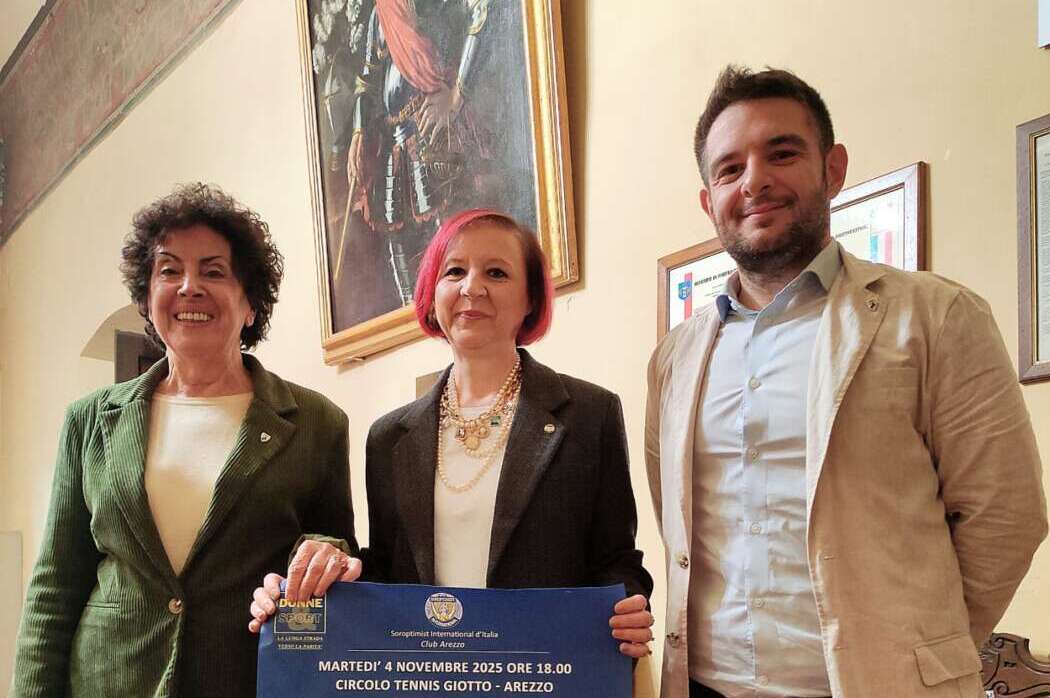 DONNE
&
SPORT
LA LUNGA STRADA
VERSO LA PARITA'
Soroptimist International d'Italia
Club Arezzo
MARTEDI' 4 NOVEMBRE 2025 ORE 18.00
CIRCOLO TENNIS GIOTTO - AREZZO